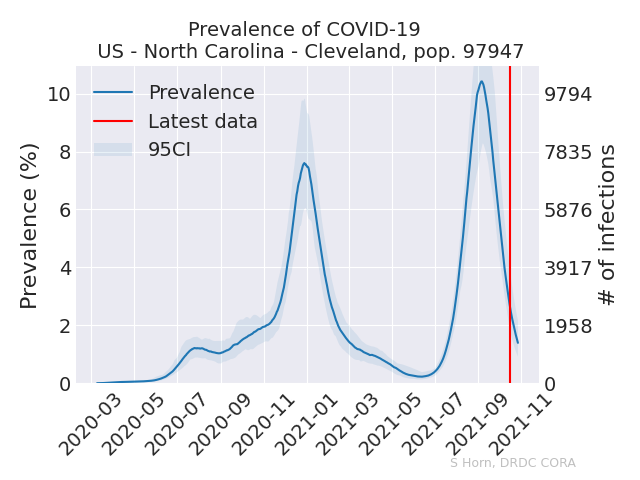 Prevalence of COVID-19
US - North Carolina - Cleveland, pop. 97947
Prevalence
Latest data
95CI
Prevalence (%)
10
8
6
4
2
0
9794
7835
5876
3917
1958
0
# of infections
2020-03
2020-05
2020-07
2020-09
2020-11
2021-01
2021-03
2021-05
2021-07
2021-09
2021-11
S Horn, DRDC CORA